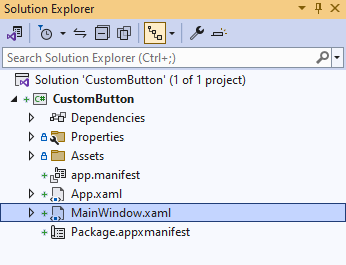 Solution Explorer
Search Solution Explorer (Ctrl+;)
Solution 'CustomButton' (1 of 1 project)
C# CustomButton
Dependencies
Properties
Assets
app.manifest
App.xaml
MainWindow.xaml
Package.appxmanifest